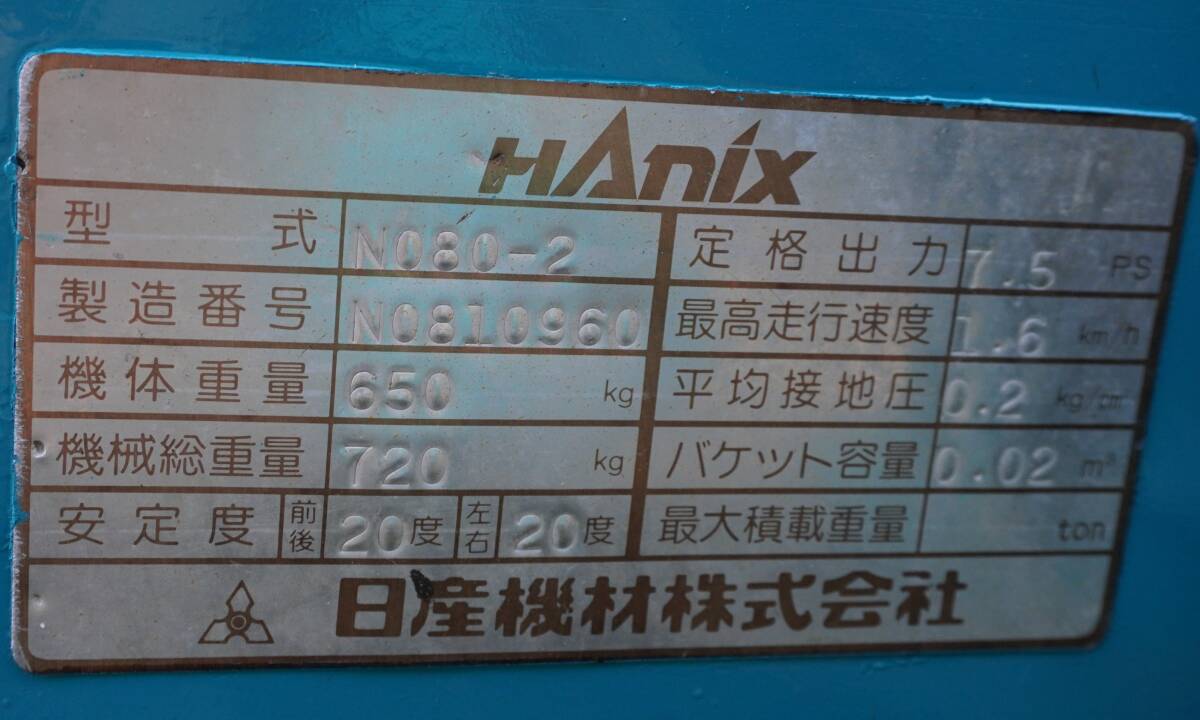 HANIX
型式 N080-2 定格出力 7.5 PS
製造番号 N0810960 最高走行速度 1.6 km/h
機体重量 650 kg 平均接地圧 0.2 kg/c㎡
機械総重量 720 kg バケット容量 0.02 m³
安定度 前後 20度 左右 20度 最大積載重量 ton
日産機材株式会社